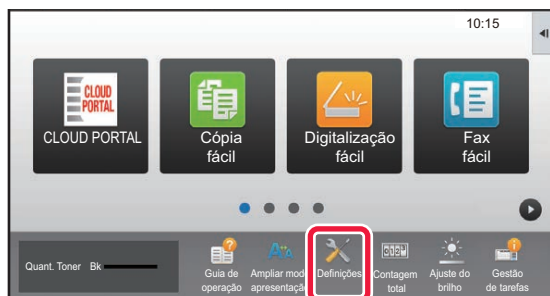 10:15
CLOUD
PORTAL
CLOUD PORTAL
Cópia
fácil
Digitalização
fácil
Fax
fácil
Quant. Toner Bk
Guia de
operação
Ampliar modo
apresentação
Definições
Contagem
total
Ajuste do
brilho
Gestão
de tarefas